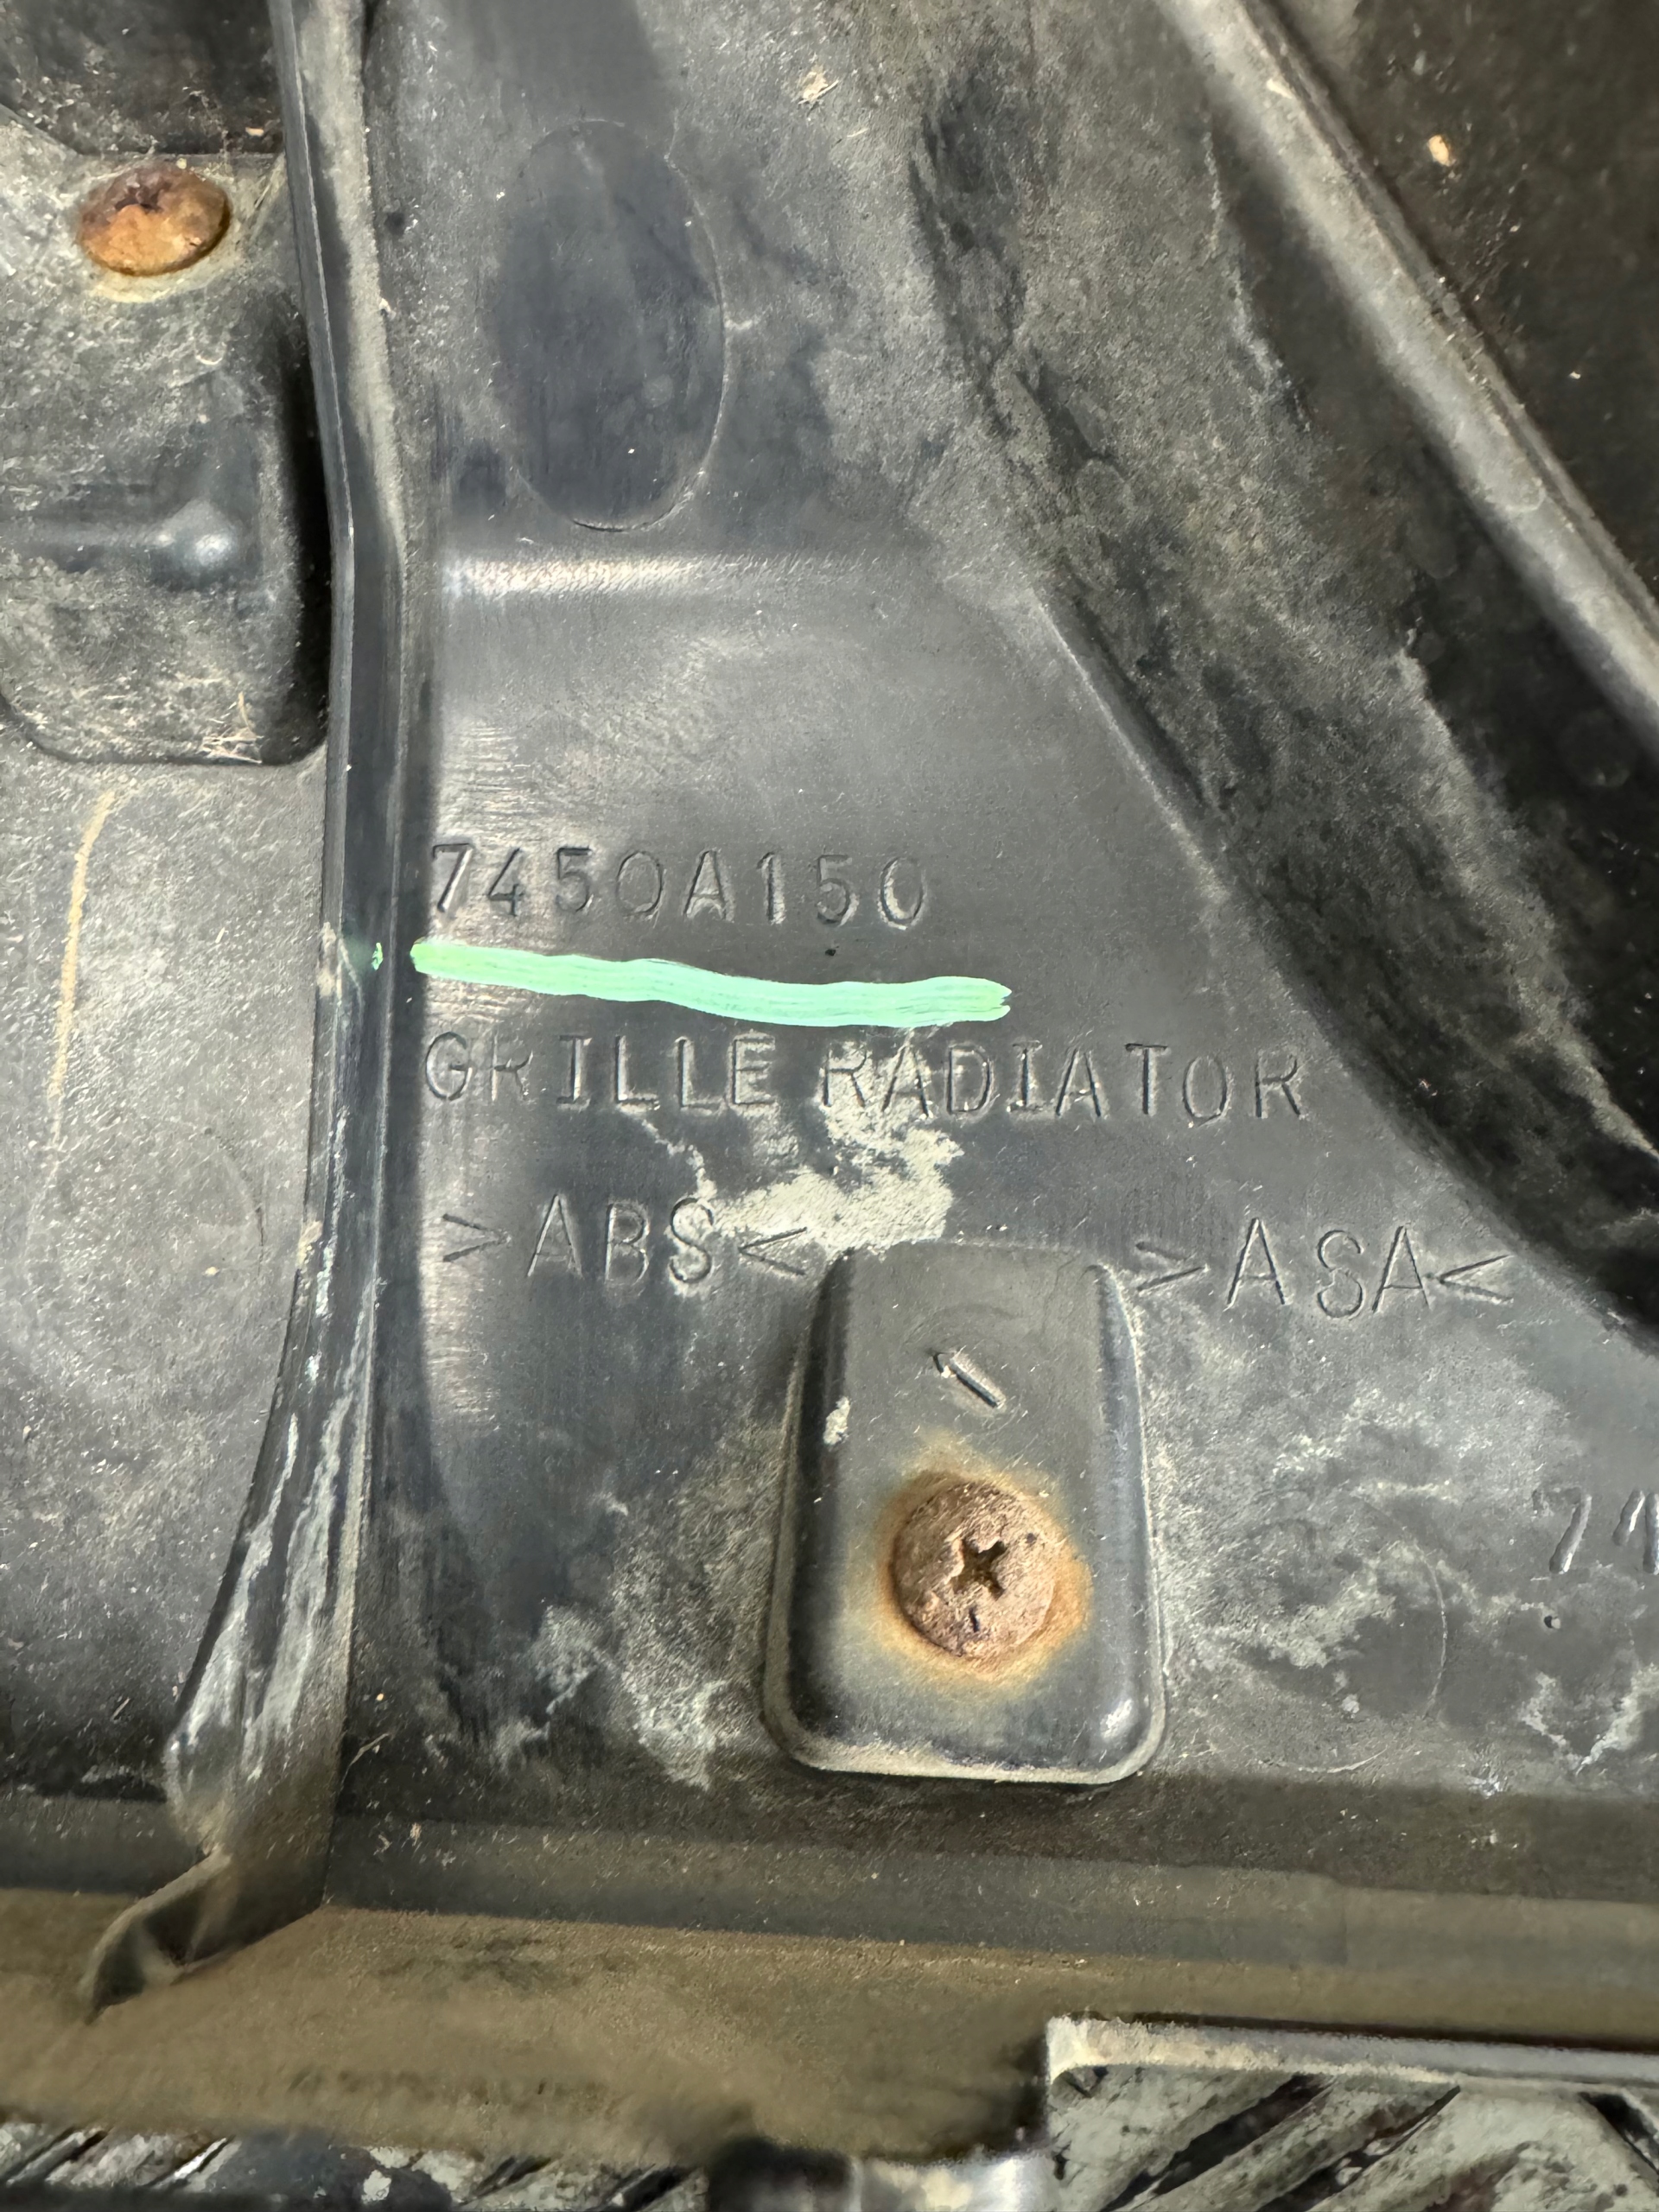 7450A150
GRILLE RADIATOR
>ABS< >ASA<